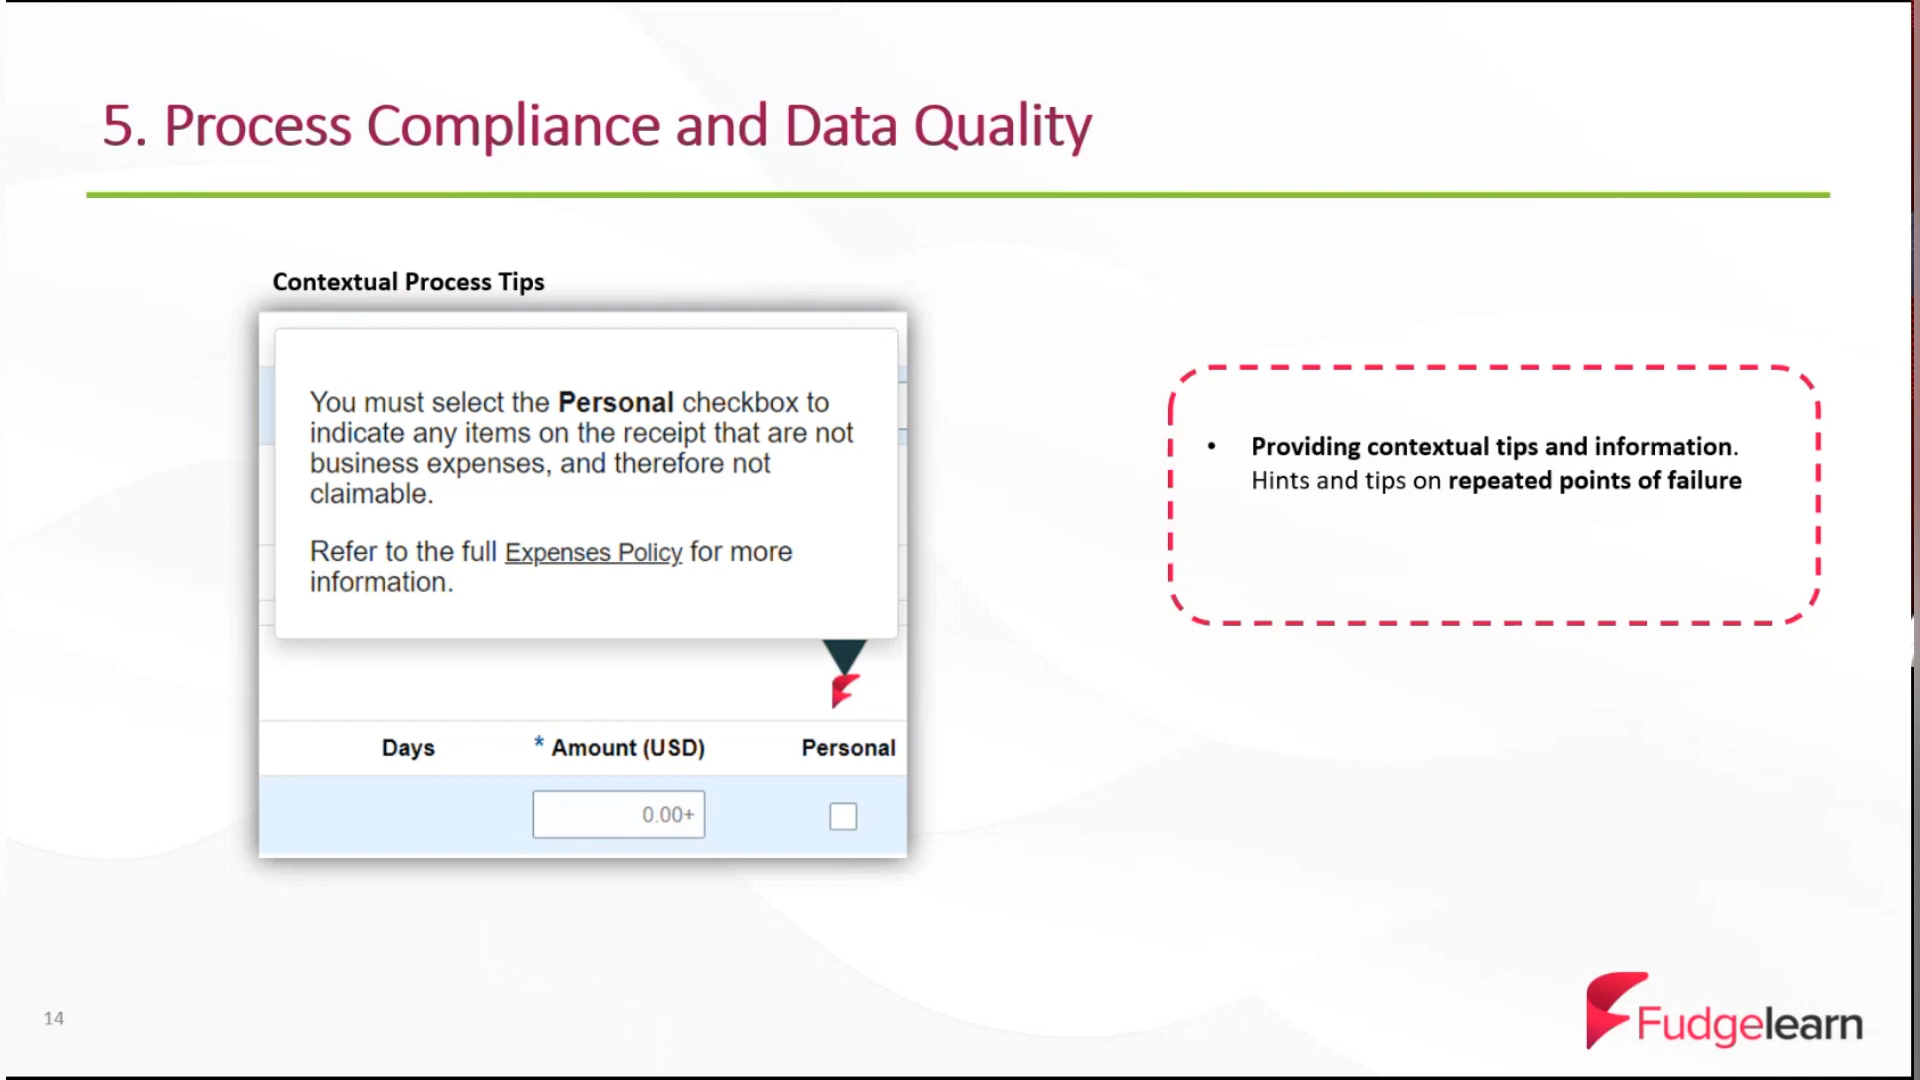 5. Process Compliance and Data Quality
Contextual Process Tips
You must select the Personal checkbox to
indicate any items on the receipt that are not
business expenses, and therefore not
claimable.
Refer to the full Expenses Policy for more
information.
Days
* Amount (USD)
Personal
0.00+
• Providing contextual tips and information.
Hints and tips on repeated points of failure
14
Fudgelearn